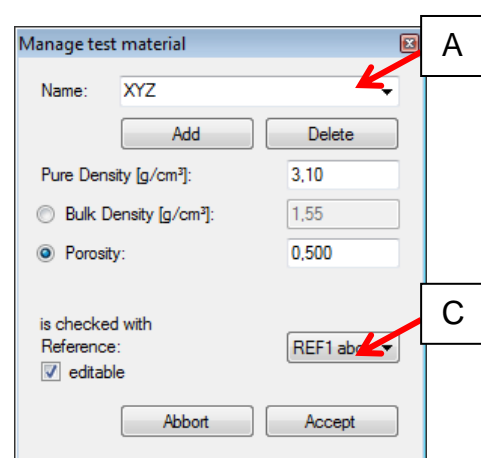 Manage test material
A
Name: XYZ
Add Delete
Pure Density [g/cm³]: 3,10
Bulk Density [g/cm³]: 1,55
Porosity: 0,500
C
is checked with
Reference: REF1
editable
Abbort Accept